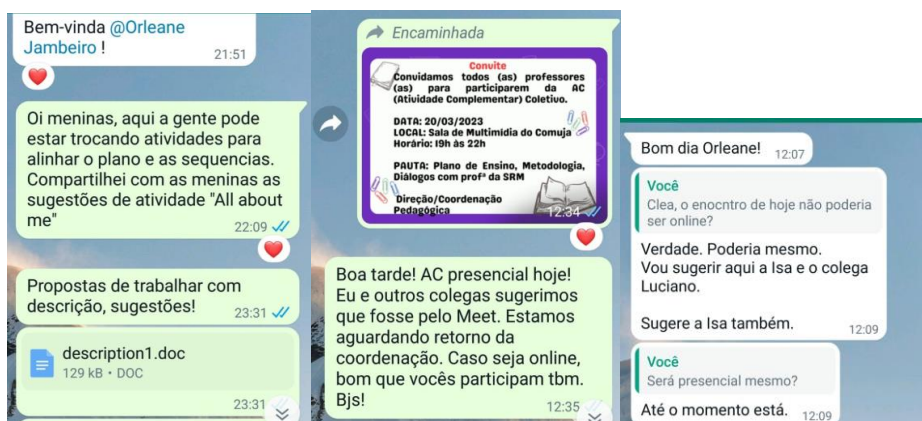 Bem-vinda @Orleane
Jambeiro !
21:51
Oi meninas, aqui a gente pode
estar trocando atividades para
alinhar o plano e as sequencias.
Compartilhei com as meninas as
sugestões de atividade "All about
me"
22:09
Propostas de trabalhar com
descrição, sugestões!
23:31
description1.doc
129 kB • DOC
23:31
Encaminhada
Convite
Convidamos todos (as) professores
(as) para participarem da AC
(Atividade Complementar) Coletivo.
DATA: 20/03/2023
LOCAL: Sala de Multimídia do Comuja
Horário: 19h às 22h
PAUTA: Plano de Ensino, Metodologia,
Diálogos com profª da SRM
Direção/Coordenação
Pedagógica
12:34
Boa tarde! AC presencial hoje!
Eu e outros colegas sugerimos
que fosse pelo Meet. Estamos
aguardando retorno da
coordenação. Caso seja online,
bom que vocês participam tbm.
Bjs!
12:35
Bom dia Orleane!
12:07
Você
Clea, o enocntro de hoje não poderia
ser online?
Verdade. Poderia mesmo.
Vou sugerir aqui a Isa e o colega
Luciano.
Sugere a Isa também.
12:09
Você
Será presencial mesmo?
Até o momento está.
12:09